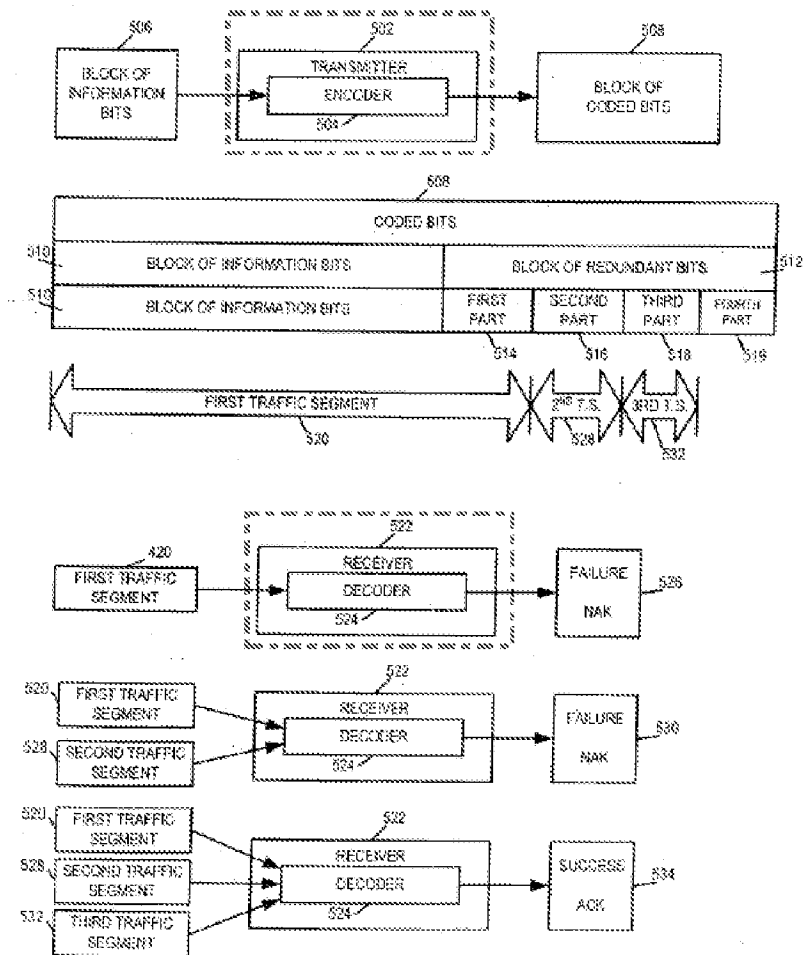 506
502
508
BLOCK OF
INFORMATION
BITS
TRANSMITTER
ENCODER
504
BLOCK OF
CODED BITS
508
CODED BITS
510
BLOCK OF INFORMATION BITS
BLOCK OF REDUNDANT BITS
512
510
BLOCK OF INFORMATION BITS
FIRST
PART
SECOND
PART
THIRD
PART
FOURTH
PART
514
516
518
519
FIRST TRAFFIC SEGMENT
2ND T.S.
3RD T.S.
520
528
532
420
522
FIRST TRAFFIC
SEGMENT
RECEIVER
DECODER
524
FAILURE
NAK
526
522
520
FIRST TRAFFIC
SEGMENT
528
SECOND TRAFFIC
SEGMENT
RECEIVER
DECODER
524
FAILURE
NAK
530
520
522
FIRST TRAFFIC
SEGMENT
528
SECOND TRAFFIC
SEGMENT
532
THIRD TRAFFIC
SEGMENT
RECEIVER
DECODER
524
SUCCESS
ACK
534